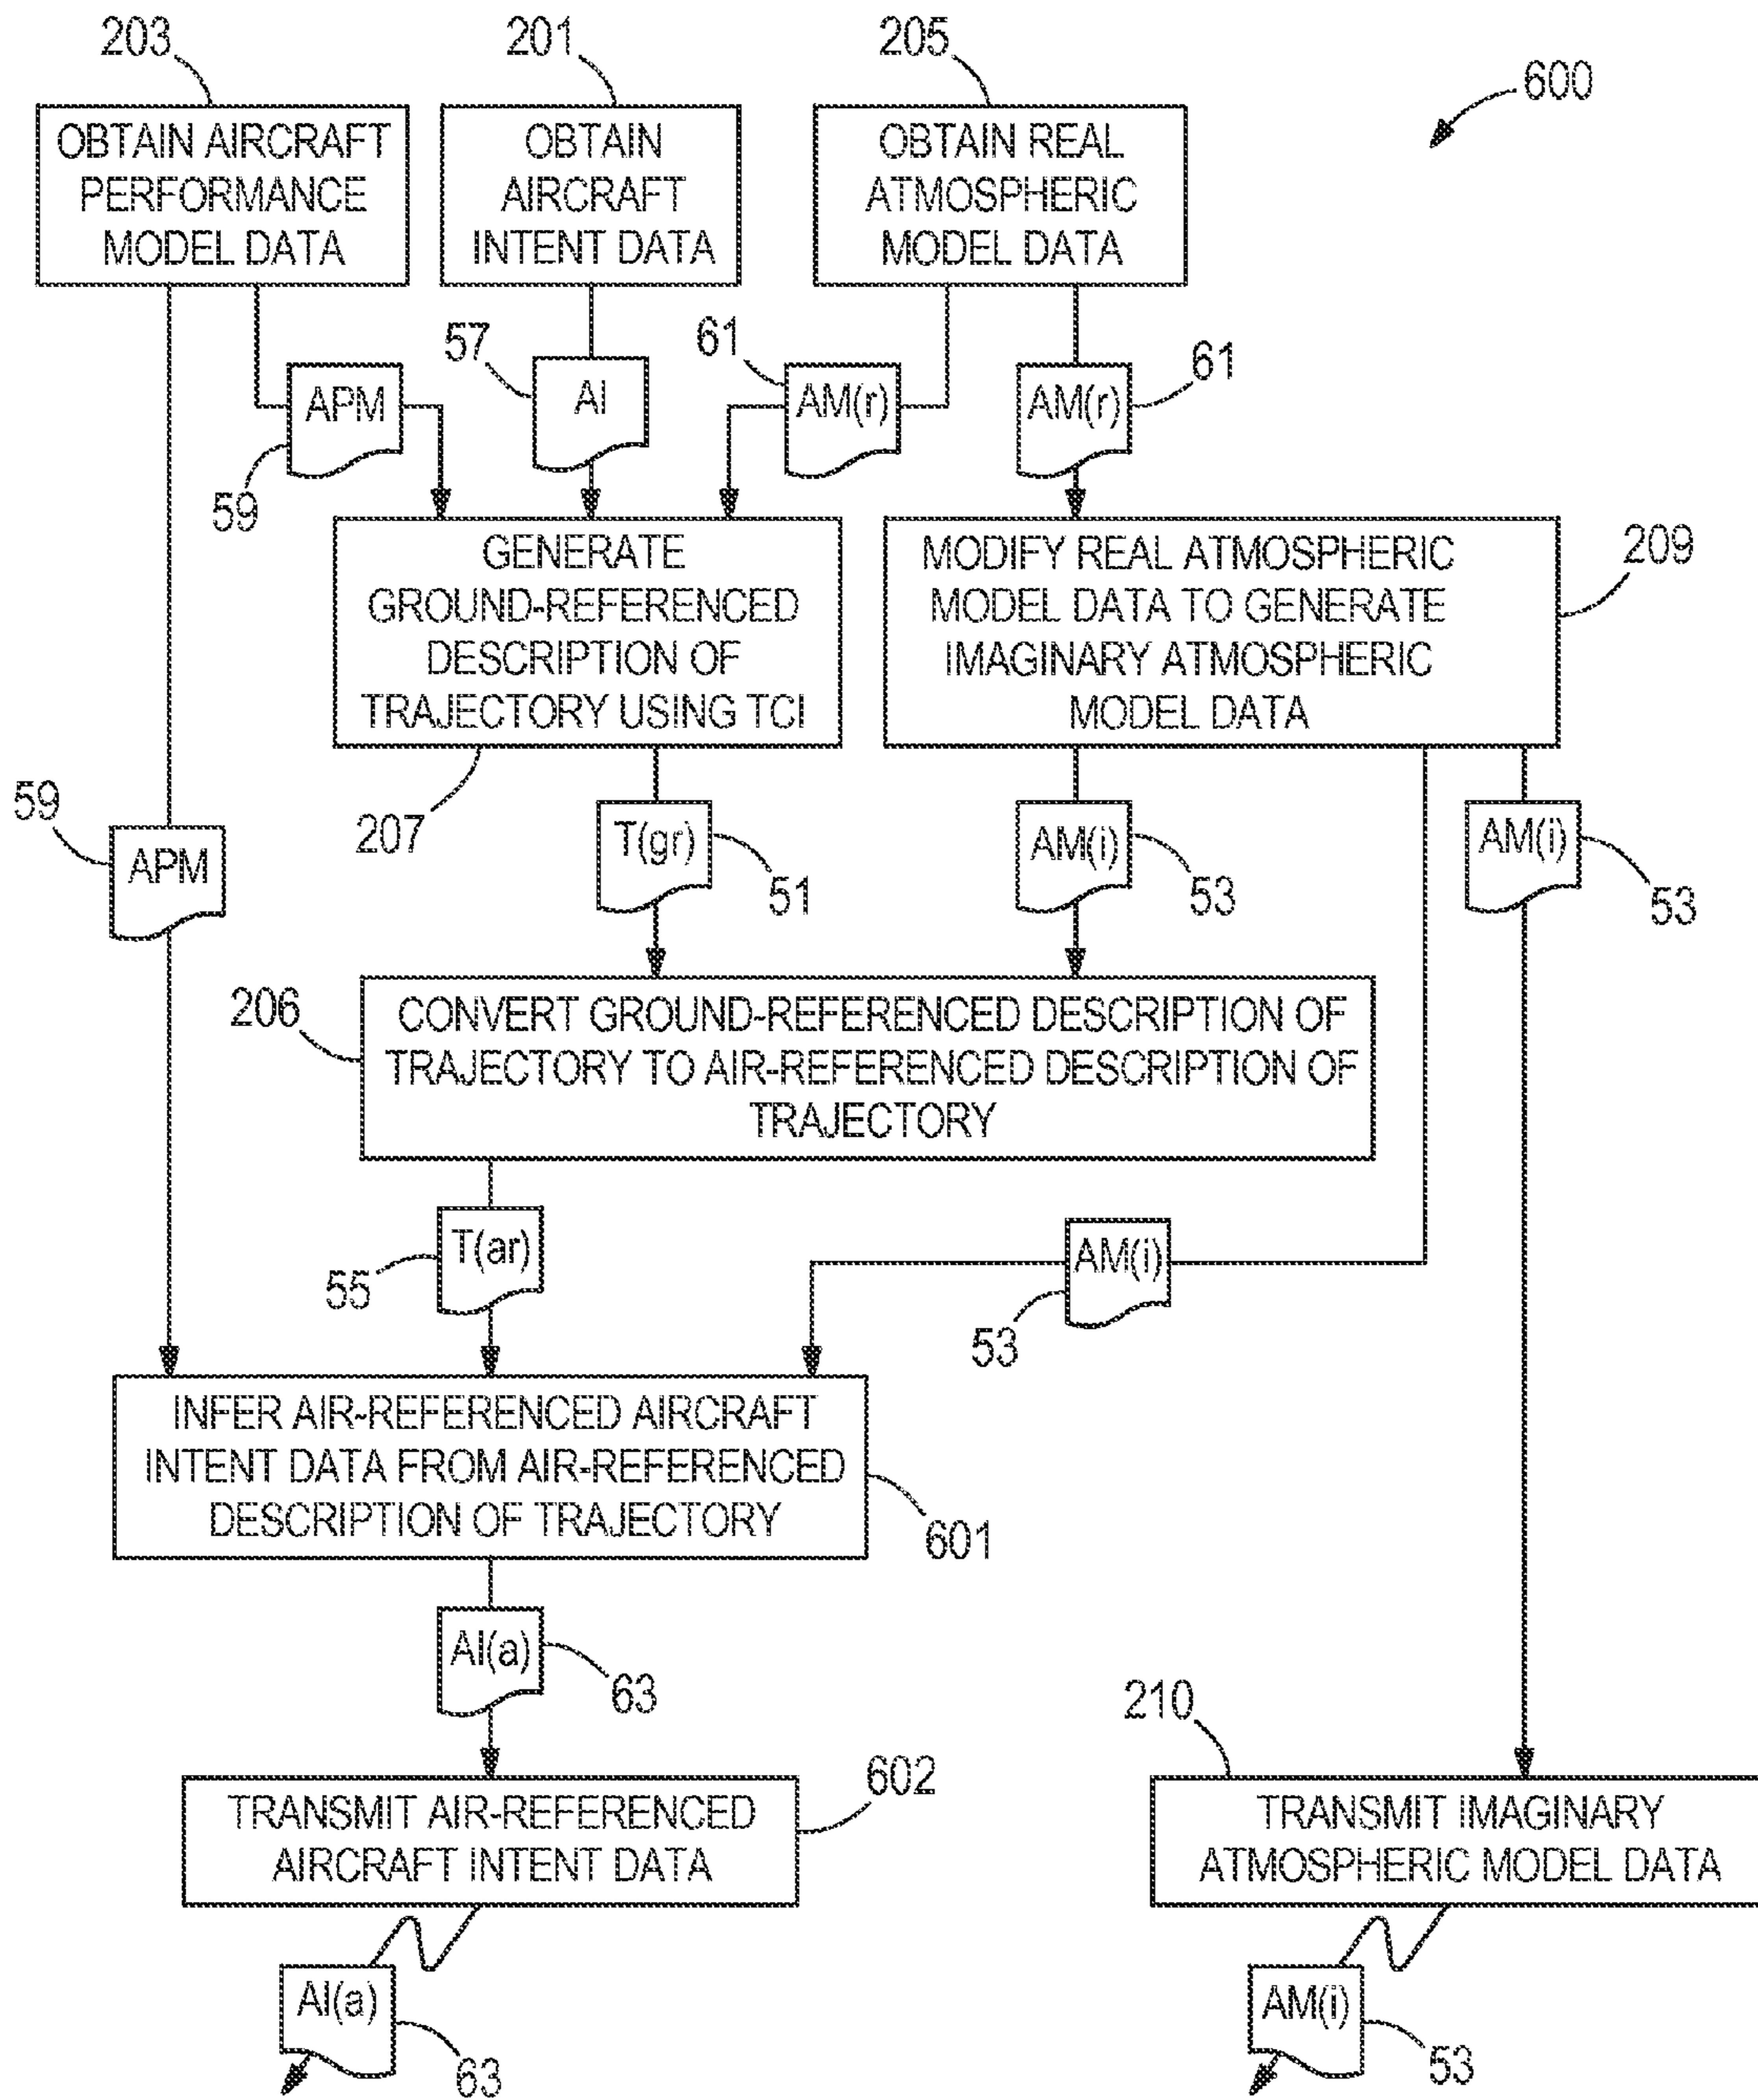 203
201
205
600
OBTAIN AIRCRAFT
PERFORMANCE
MODEL DATA
OBTAIN
AIRCRAFT
INTENT DATA
OBTAIN REAL
ATMOSPHERIC
MODEL DATA
57
61
61
APM
AI
AM(r)
AM(r)
59
GENERATE
GROUND-REFERENCED
DESCRIPTION OF
TRAJECTORY USING TCI
MODIFY REAL ATMOSPHERIC
MODEL DATA TO GENERATE
IMAGINARY ATMOSPHERIC
MODEL DATA
209
59
207
APM
T(gr)
51
AM(i)
53
AM(i)
53
206
CONVERT GROUND-REFERENCED DESCRIPTION OF
TRAJECTORY TO AIR-REFERENCED DESCRIPTION OF
TRAJECTORY
T(ar)
55
AM(i)
53
INFER AIR-REFERENCED AIRCRAFT
INTENT DATA FROM AIR-REFERENCED
DESCRIPTION OF TRAJECTORY
601
AI(a)
63
210
602
TRANSMIT AIR-REFERENCED
AIRCRAFT INTENT DATA
TRANSMIT IMAGINARY
ATMOSPHERIC MODEL DATA
AI(a)
63
AM(i)
53